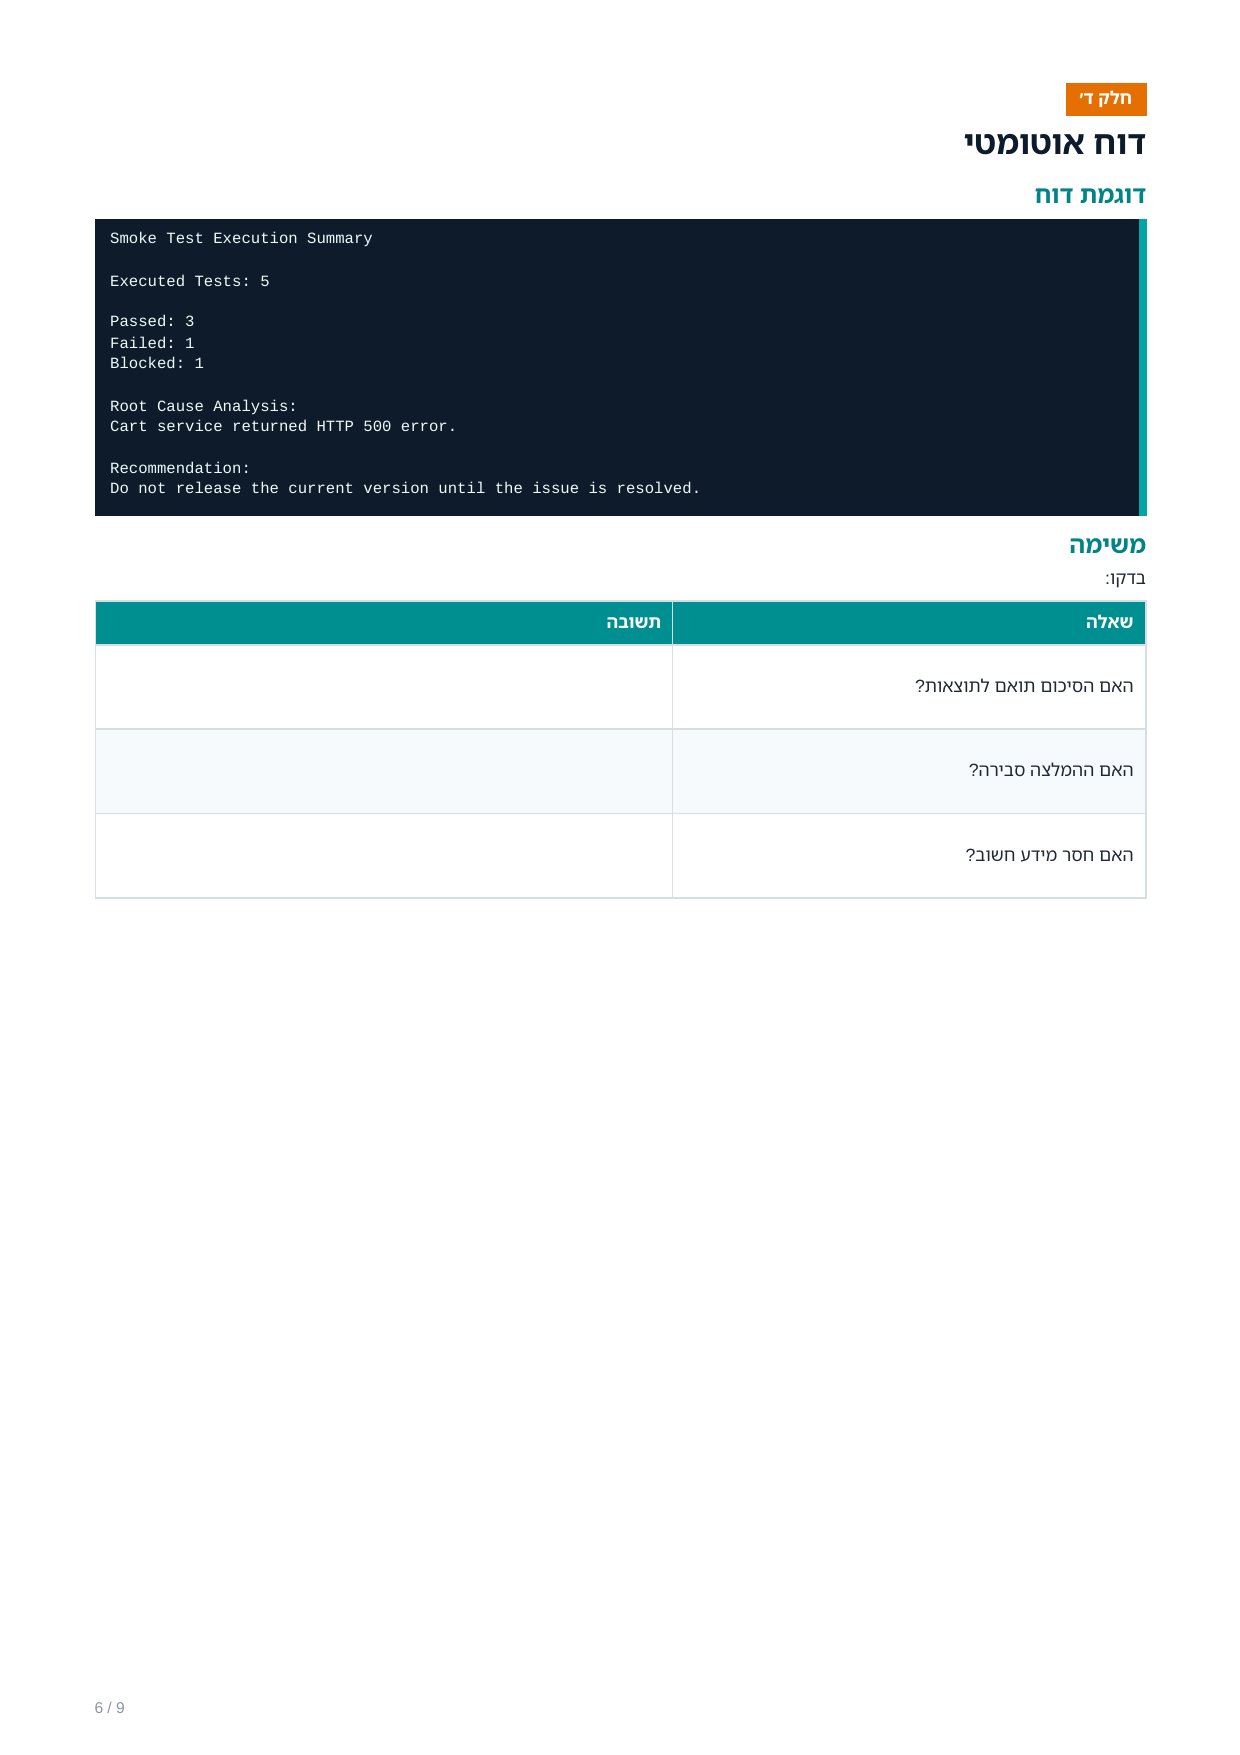 חלק ד׳
דוח אוטומטי
דוגמת דוח
Smoke Test Execution Summary
Executed Tests: 5
Passed: 3
Failed: 1
Blocked: 1
Root Cause Analysis:
Cart service returned HTTP 500 error.
Recommendation:
Do not release the current version until the issue is resolved.
משימה
בדקו:
שאלה תשובה
האם הסיכום תואם לתוצאות?
האם ההמלצה סבירה?
האם חסר מידע חשוב?
6 / 9